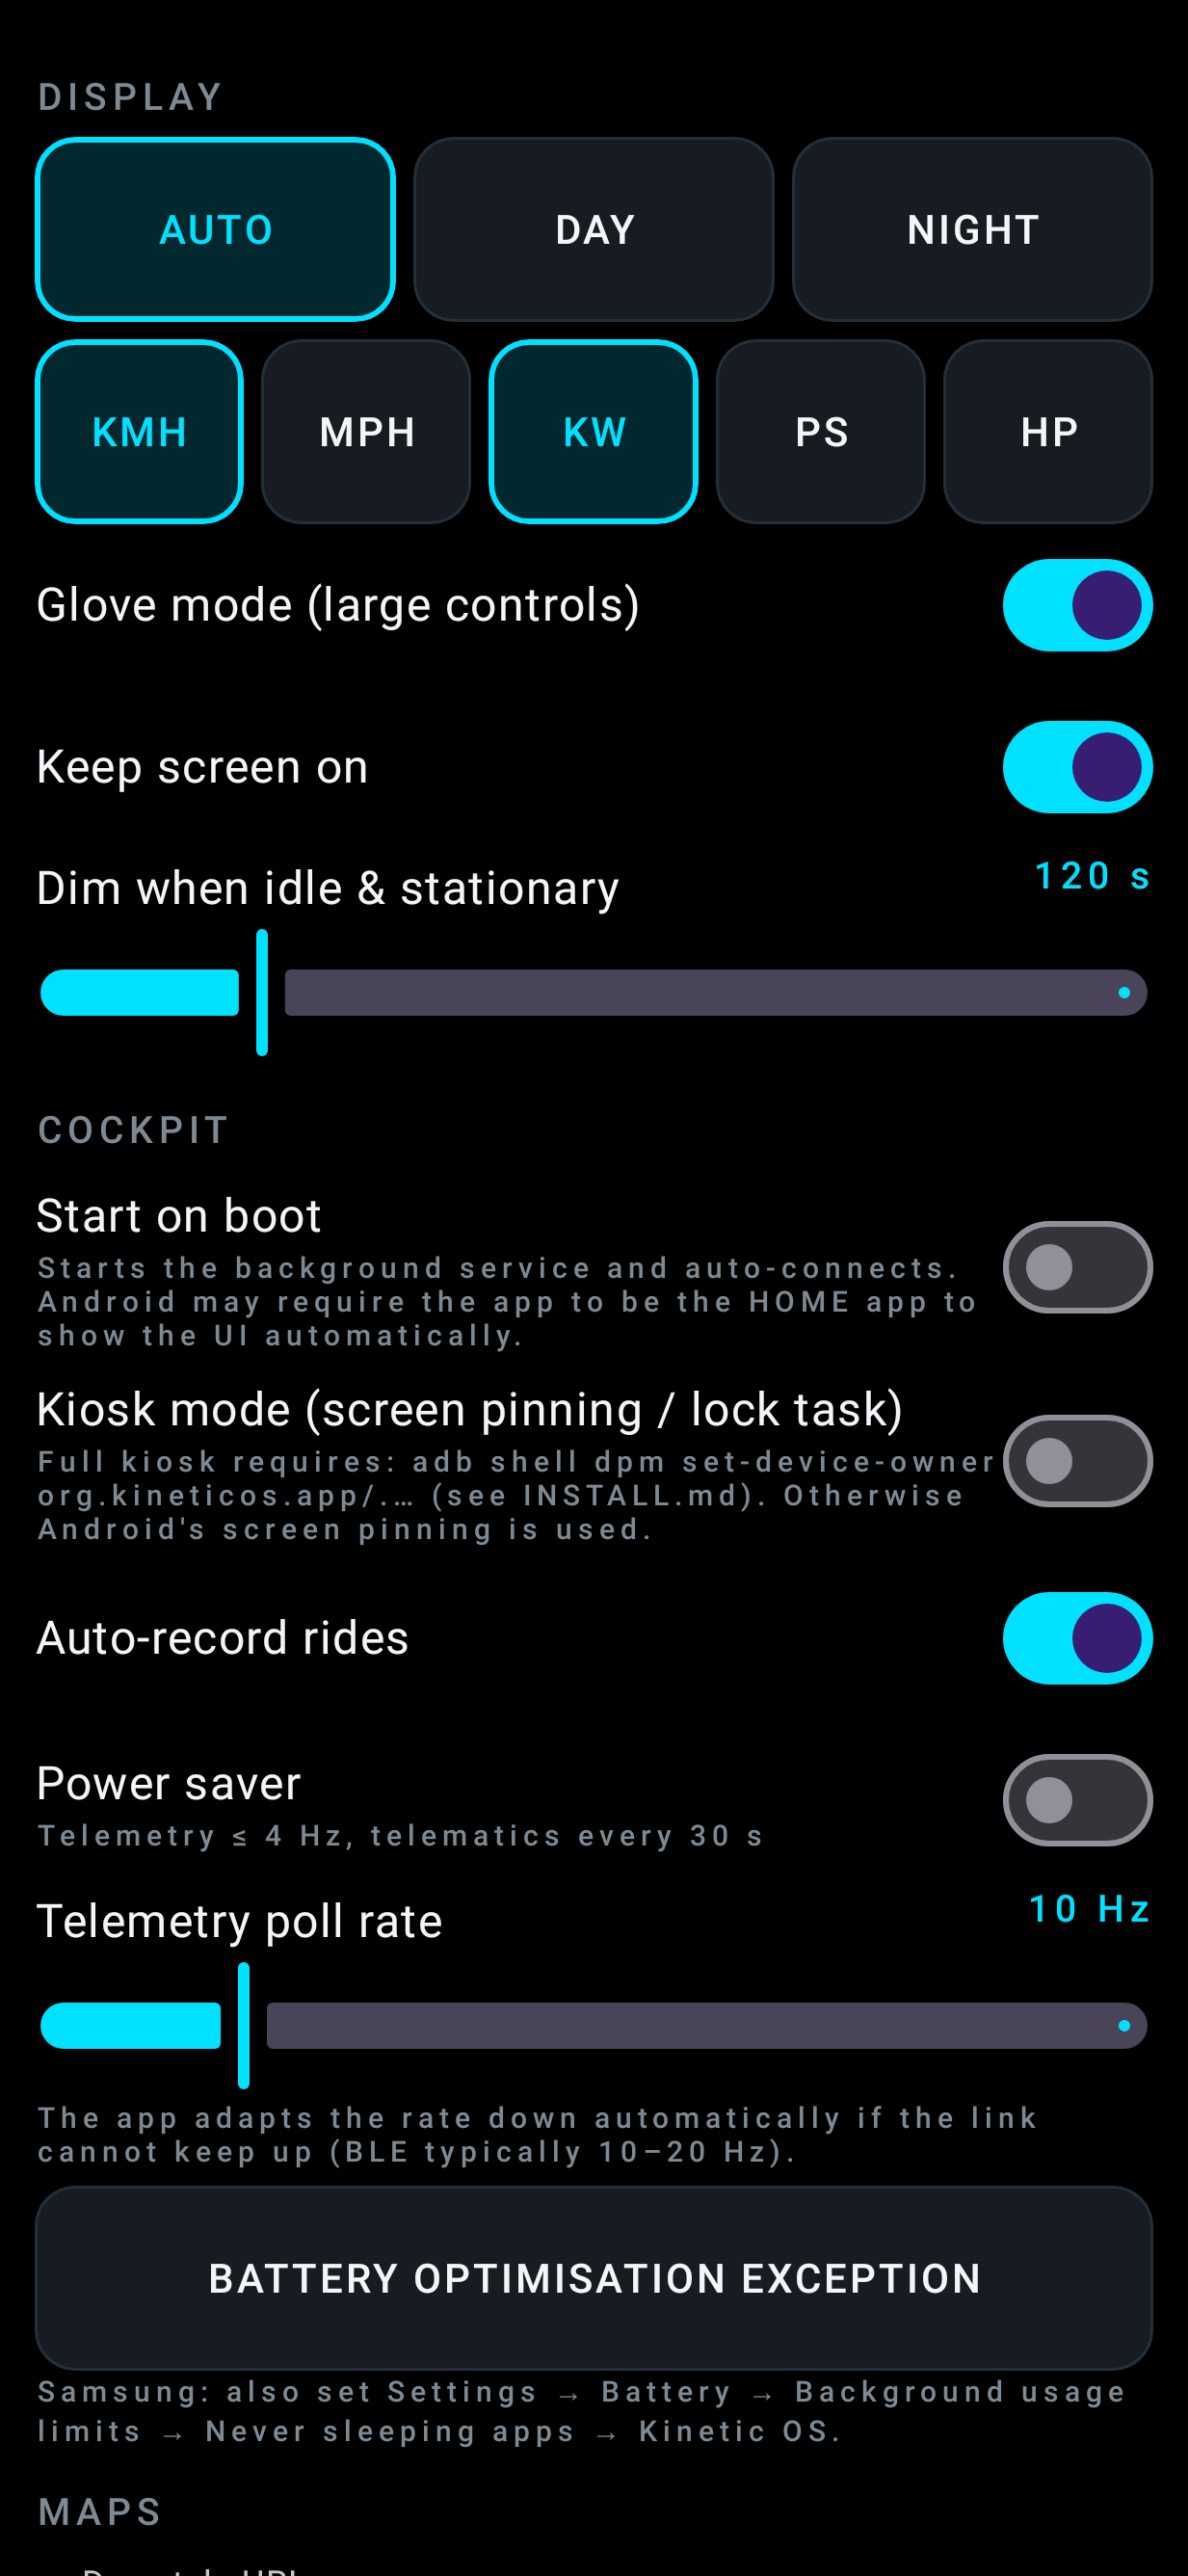 DISPLAY
AUTO DAY NIGHT
KMH MPH KW PS HP
Glove mode (large controls)
Keep screen on
Dim when idle & stationary 120 s
COCKPIT
Start on boot
Starts the background service and auto-connects.
Android may require the app to be the HOME app to
show the UI automatically.
Kiosk mode (screen pinning / lock task)
Full kiosk requires: adb shell dpm set-device-owner
org.kineticos.app/.… (see INSTALL.md). Otherwise
Android's screen pinning is used.
Auto-record rides
Power saver
Telemetry ≤ 4 Hz, telematics every 30 s
Telemetry poll rate 10 Hz
The app adapts the rate down automatically if the link
cannot keep up (BLE typically 10–20 Hz).
BATTERY OPTIMISATION EXCEPTION
Samsung: also set Settings → Battery → Background usage
limits → Never sleeping apps → Kinetic OS.
MAPS